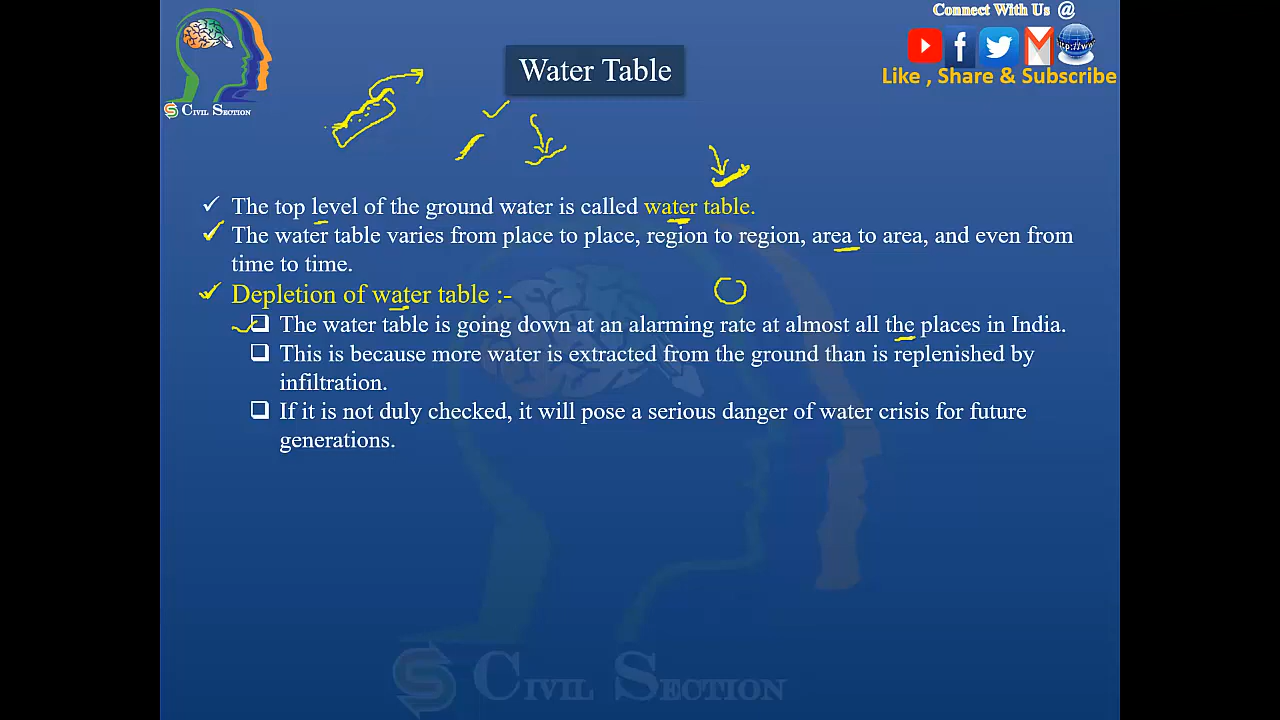 Connect With Us @
Water Table
http://ww
Like , Share & Subscribe
CIVIL SECTION
✓ The top level of the ground water is called water table.
✓ The water table varies from place to place, region to region, area to area, and even from
time to time.
✓ Depletion of water table :-
❑ The water table is going down at an alarming rate at almost all the places in India.
❑ This is because more water is extracted from the ground than is replenished by
infiltration.
❑ If it is not duly checked, it will pose a serious danger of water crisis for future
generations.
CIVIL SECTION